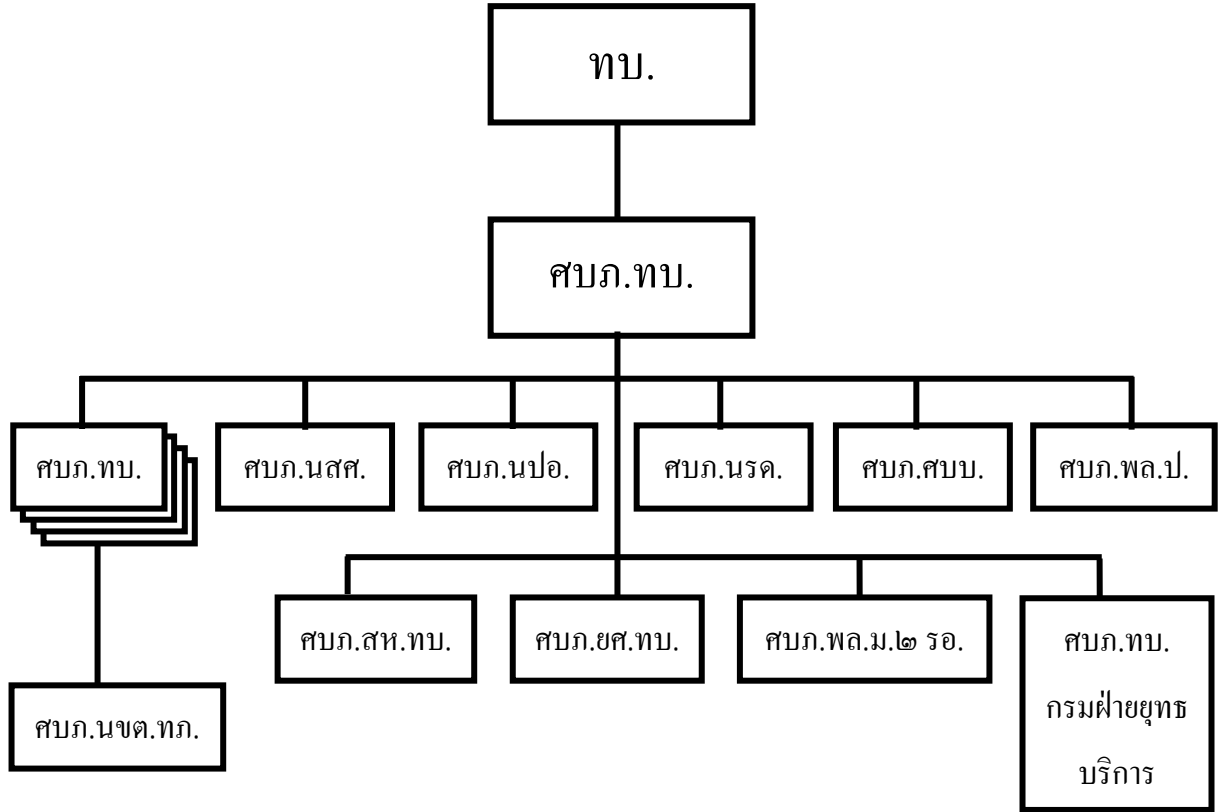 ทบ.
ศบภ.ทบ.
ศบภ.ทบ.
ศบภ.นสศ.
ศบภ.นปอ.
ศบภ.นรด.
ศบภ.ศบบ.
ศบภ.พล.ป.
ศบภ.สห.ทบ.
ศบภ.ยศ.ทบ.
ศบภ.พล.ม.๒ รอ.
ศบภ.ทบ.
กรมฝ่ายยุทธ
บริการ
ศบภ.นขต.ทภ.